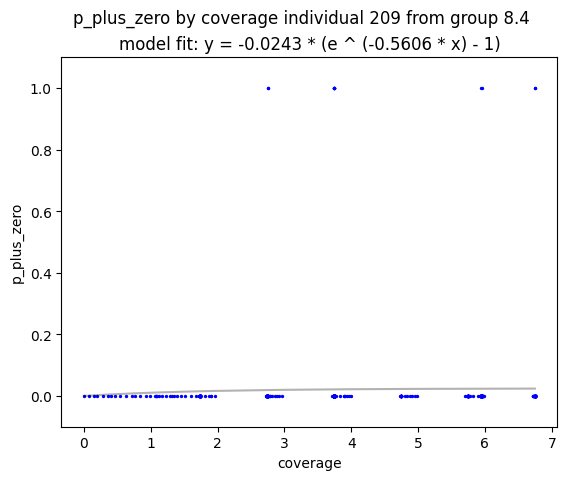 p_plus_zero by coverage individual 209 from group 8.4
model fit: y = -0.0243 * (e ^ (-0.5606 * x) - 1)
1.0
0.8
0.6
0.4
0.2
0.0
p_plus_zero
0 1 2 3 4 5 6 7
coverage